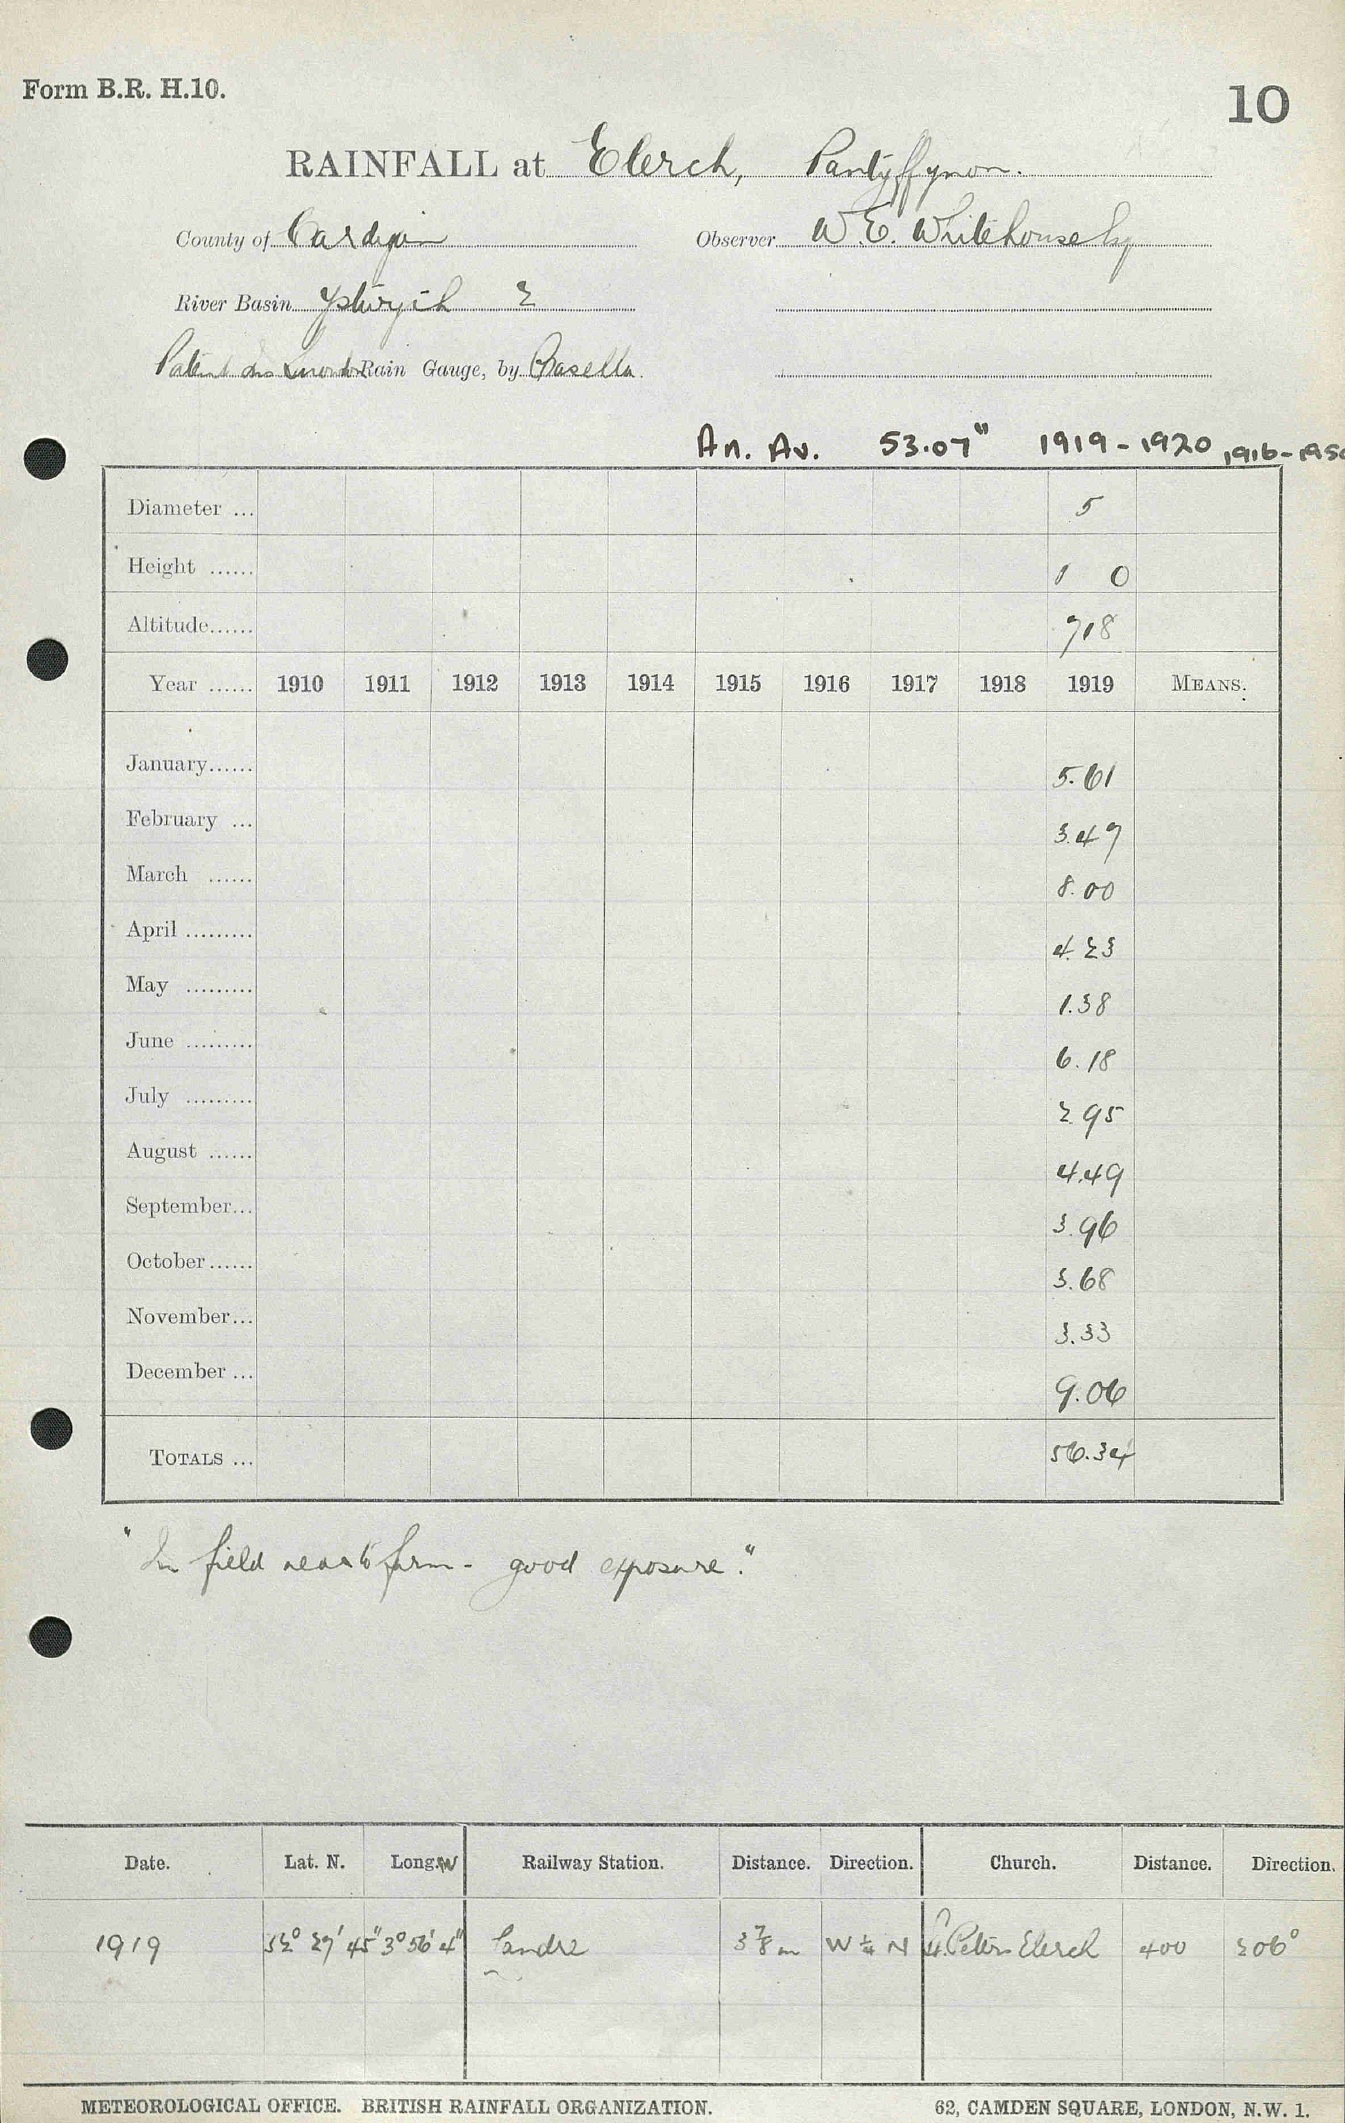 Form B.R. H.10.
10
RAINFALL at Elerch, Pantyffynon.
County of Cardigan Observer W. E. Whitehouse Esq
River Basin Ystwyth 2
Patent Rain Gauge, by Casella
An. Av. 53.07" 1919-1920 1916-1950
Diameter ... 5
Height ...... 1 0
Altitude...... 718
Year ...... 1910 1911 1912 1913 1914 1915 1916 1917 1918 1919 MEANS.
January...... 5.61
February ... 3.47
March ...... 8.00
April ......... 4.23
May ......... 1.38
June ......... 6.18
July ......... 2.95
August ...... 4.49
September... 3.96
October...... 3.68
November... 3.33
December ... 9.06
TOTALS ... 56.34
"In field near to farm - good exposure."
Date. Lat. N. Long. W Railway Station. Distance. Direction. Church. Distance. Direction.
1919 52° 27' 45" 3° 56' 4" Llandre 3 7/8 m W ¼ N St. Peters Elerch 400 206°
METEOROLOGICAL OFFICE. BRITISH RAINFALL ORGANIZATION. 62, CAMDEN SQUARE, LONDON, N.W. 1.